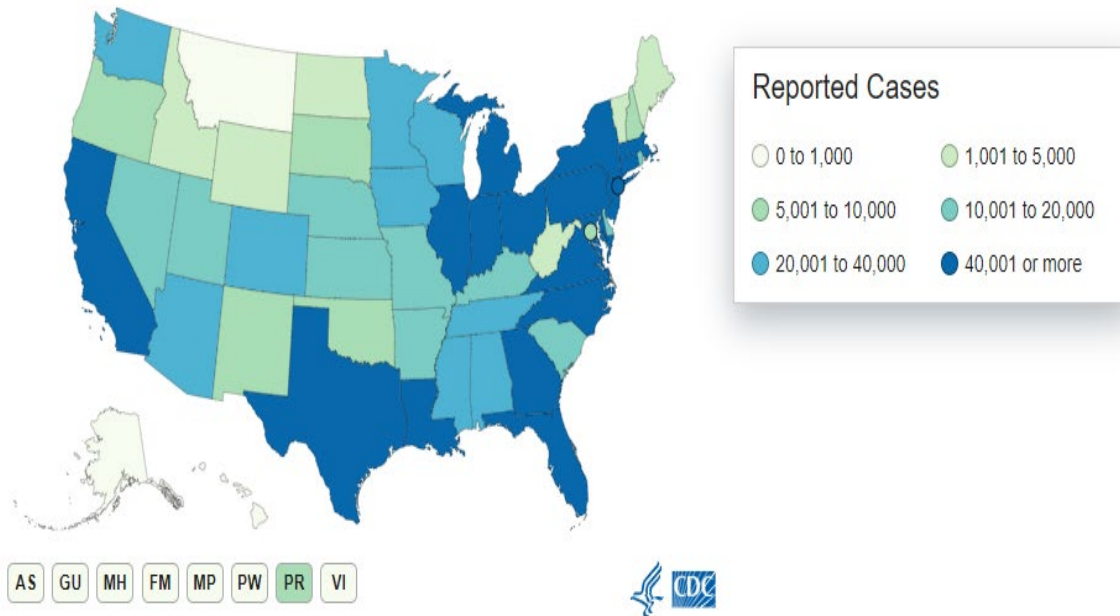 Reported Cases
0 to 1,000
1,001 to 5,000
5,001 to 10,000
10,001 to 20,000
20,001 to 40,000
40,001 or more
AS GU MH FM MP PW PR VI
CDC